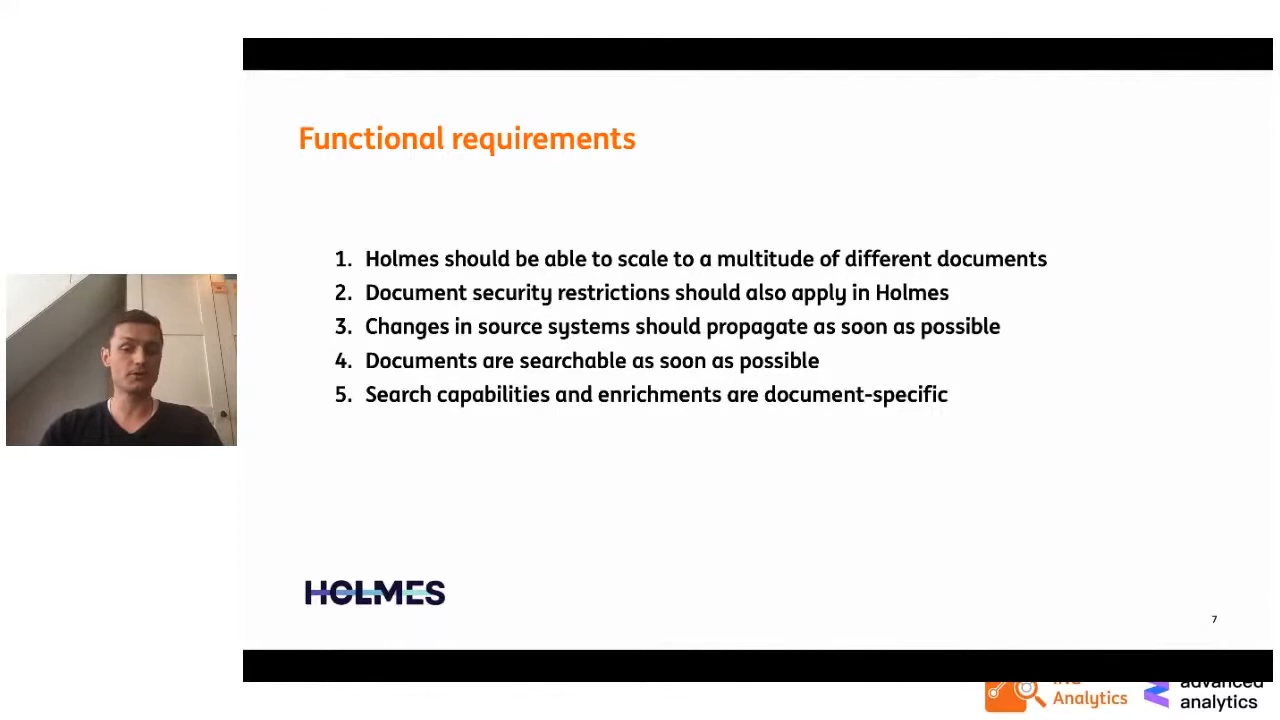 Functional requirements
1. Holmes should be able to scale to a multitude of different documents
2. Document security restrictions should also apply in Holmes
3. Changes in source systems should propagate as soon as possible
4. Documents are searchable as soon as possible
5. Search capabilities and enrichments are document-specific
HOLMES
7
Analytics
advanced
analytics